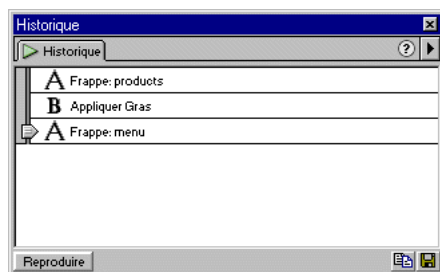 Historique
Historique
A Frappe: products
B Appliquer Gras
A Frappe: menu
Reproduire